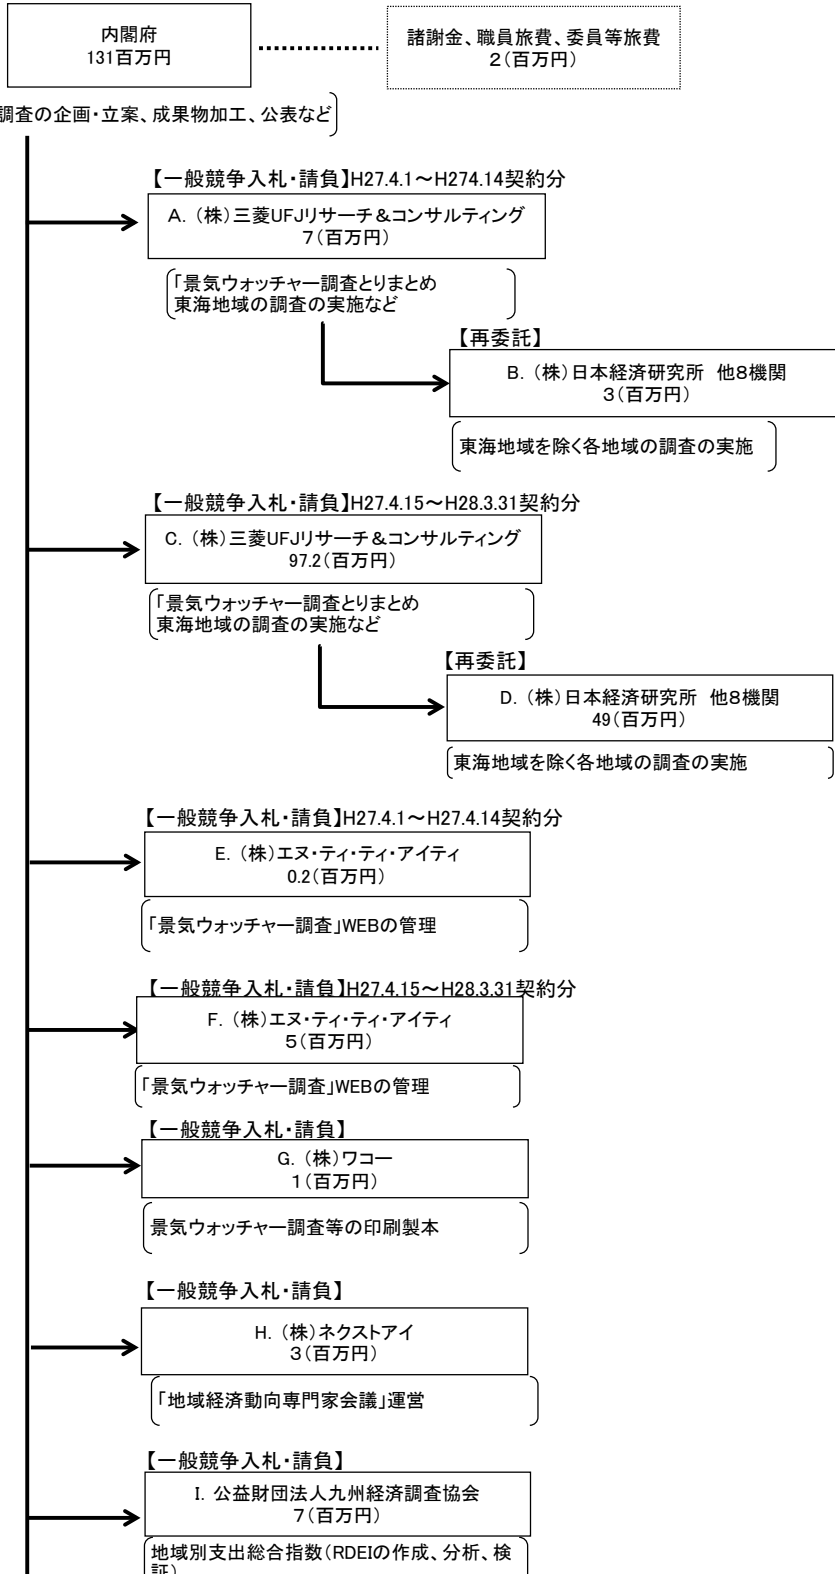 内閣府
131百万円
諸謝金、職員旅費、委員等旅費
２（百万円）
調査の企画・立案、成果物加工、公表など
【一般競争入札・請負】H27.4.1～H274.14契約分
A. （株）三菱UFJリサーチ＆コンサルティング
７（百万円）
「景気ウォッチャー調査とりまとめ
東海地域の調査の実施など
【再委託】
B. （株）日本経済研究所 他８機関
３（百万円）
東海地域を除く各地域の調査の実施
【一般競争入札・請負】H27.4.15～H28.3.31契約分
C. （株）三菱UFJリサーチ＆コンサルティング
97.2（百万円）
「景気ウォッチャー調査とりまとめ
東海地域の調査の実施など
【再委託】
D. （株）日本経済研究所 他８機関
49（百万円）
東海地域を除く各地域の調査の実施
【一般競争入札・請負】H27.4.1～H27.4.14契約分
E. （株）エヌ・ティ・ティ・アイティ
0.2（百万円）
「景気ウォッチャー調査」WEBの管理
【一般競争入札・請負】H27.4.15～H28.3.31契約分
F. （株）エヌ・ティ・ティ・アイティ
５（百万円）
「景気ウォッチャー調査」WEBの管理
【一般競争入札・請負】
G. （株）ワコー
１（百万円）
景気ウォッチャー調査等の印刷製本
【一般競争入札・請負】
H. （株）ネクストアイ
３（百万円）
「地域経済動向専門家会議」運営
【一般競争入札・請負】
I. 公益財団法人九州経済調査協会
７（百万円）
地域別支出総合指数（RDEIの作成、分析、検
証）